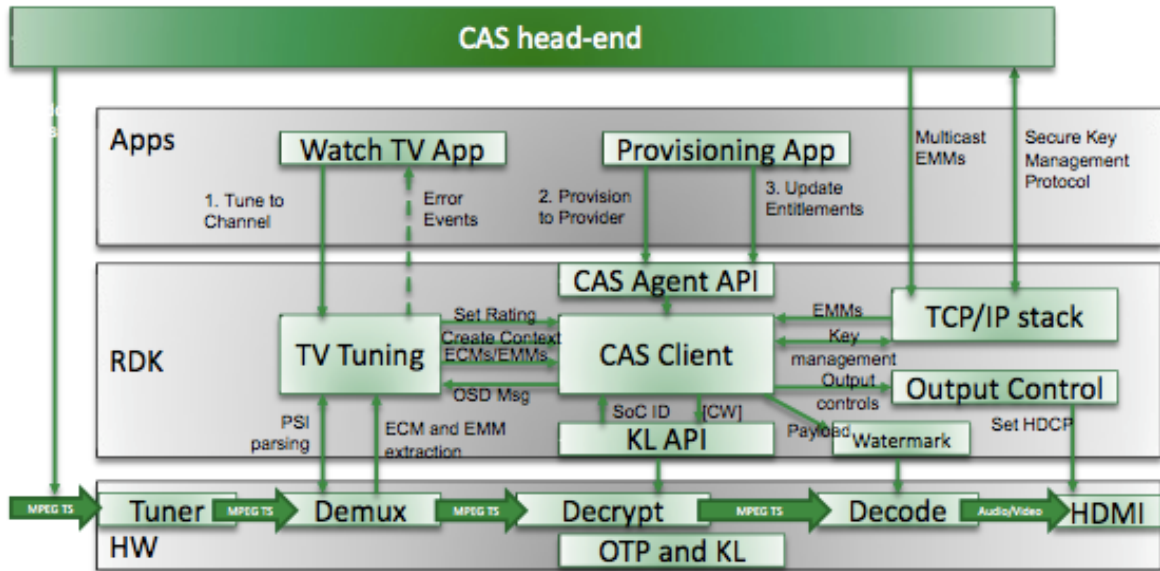 CAS head-end
Apps
Watch TV App
Provisioning App
Multicast
EMMs
Secure Key
Management
Protocol
1. Tune to
Channel
Error
Events
2. Provision
to Provider
3. Update
Entitlements
CAS Agent API
RDK
TV Tuning
Set Rating
Create Context
ECMs/EMMs
OSD Msg
CAS Client
EMMs
Key
management
TCP/IP stack
Output
controls
Output Control
SoC ID
[CW]
Payload
Set HDCP
PSI
parsing
ECM and EMM
extraction
KL API
Watermark
MPEG TS
Tuner
MPEG TS
Demux
MPEG TS
Decrypt
MPEG TS
Decode
Audio/Video
HDMI
HW
OTP and KL